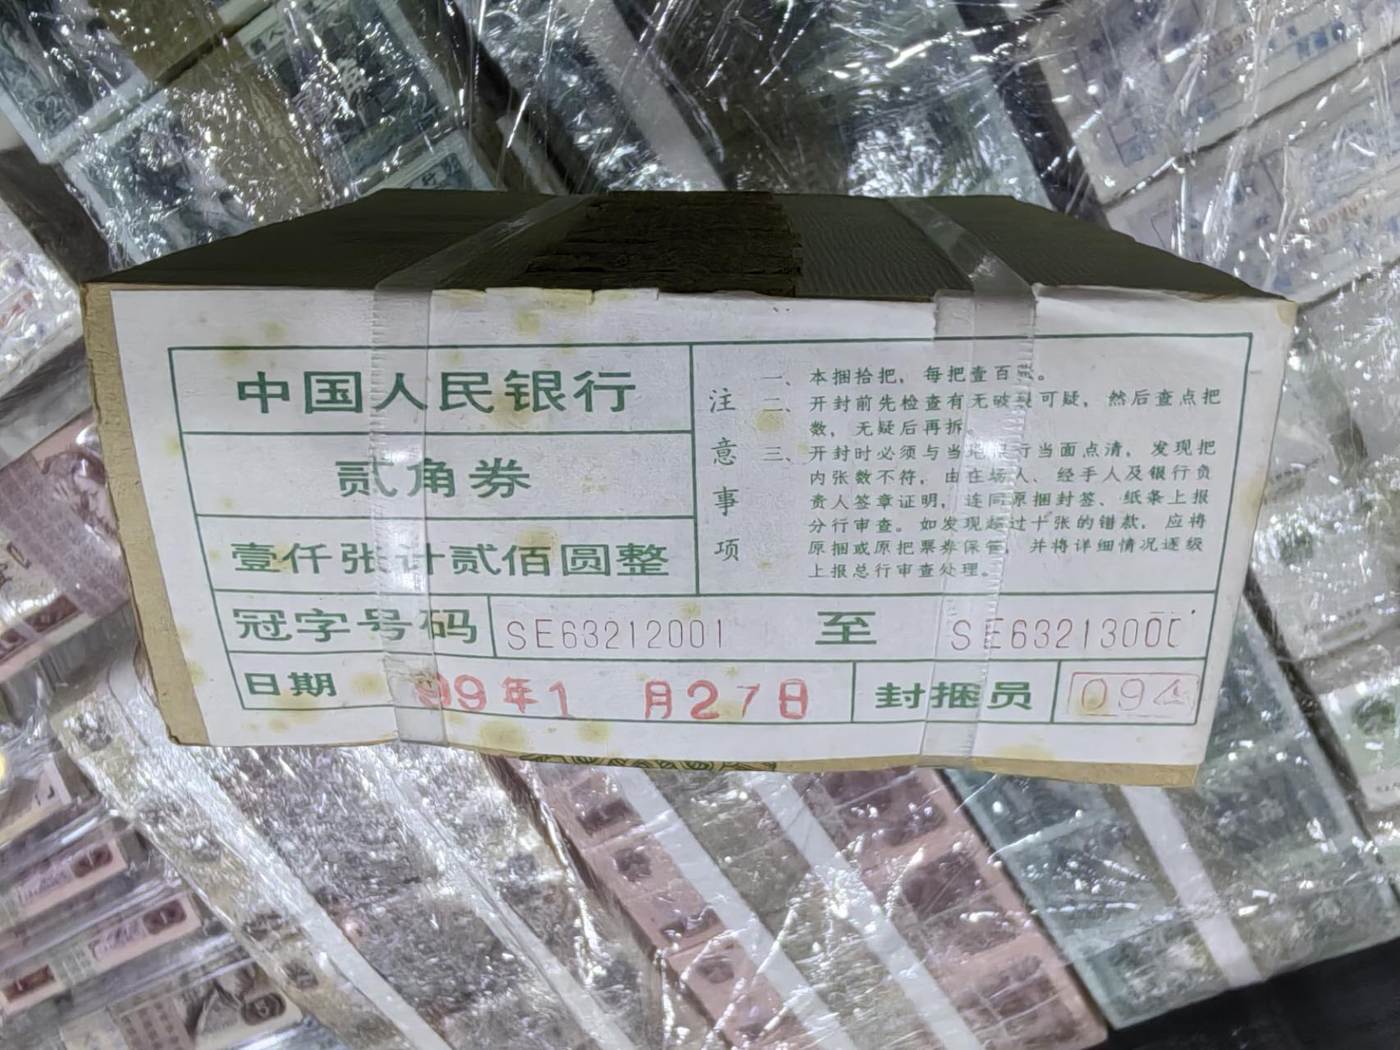 中国人民银行
贰角券
壹仟张计贰佰圆整
注意事项
一、本捆拾把,每把壹百张。
二、开封前先检查有无破裂可疑,然后查点把
数,无疑后再拆。
三、开封时必须与当地银行当面点清,发现把
内张数不符,由在场人、经手人及银行负
责人签章证明,连同原捆封签、纸条上报
分行审查。如发现超过十张的错款,应将
原捆或原把票券保管,并将详细情况逐级
上报总行审查处理。
冠字号码 SE63212001 至 SE63213000
日期 99年1月27日 封捆员 094